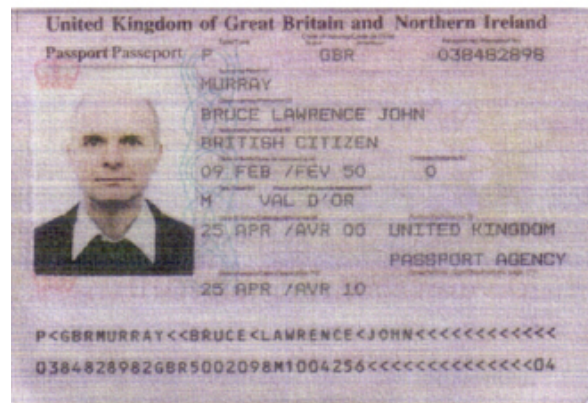 United Kingdom of Great Britain and Northern Ireland
Passport Passeport P GBR 038482898
MURRAY
BRUCE LAWRENCE JOHN
BRITISH CITIZEN
09 FEB /FEV 50 0
M VAL D'OR
25 APR /AVR 00 UNITED KINGDOM
PASSPORT AGENCY
25 APR /AVR 10
P<GBRMURRAY<<BRUCE<LAWRENCE<JOHN<<<<<<<<<<<<
0384828982GBR5002098M1004256<<<<<<<<<<<<<<04